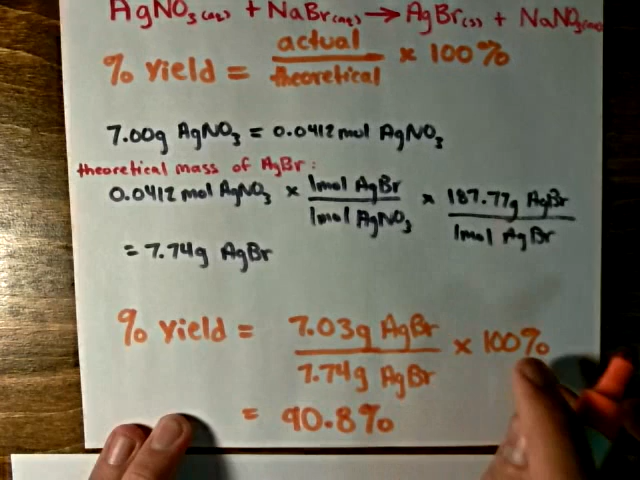 AgNO₃(aq) + NaBr(aq) → AgBr(s) + NaNO₃(aq)
% Yield = actual / theoretical × 100%
7.00g AgNO₃ = 0.0412 mol AgNO₃
theoretical mass of AgBr:
0.0412 mol AgNO₃ × 1mol AgBr / 1mol AgNO₃ × 187.77g AgBr / 1mol AgBr
= 7.74g AgBr
% Yield = 7.03g AgBr / 7.74g AgBr × 100%
= 90.8%